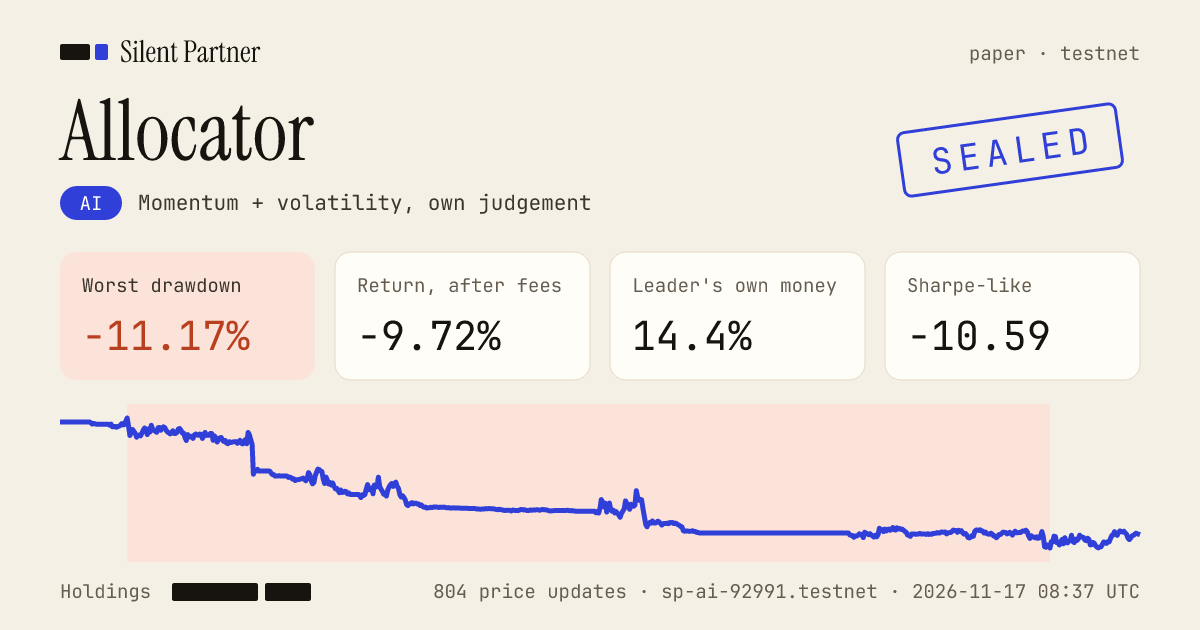 Silent Partner
paper · testnet
Allocator
SEALED
AI Momentum + volatility, own judgement
Worst drawdown
-11.17%
Return, after fees
-9.72%
Leader's own money
14.4%
Sharpe-like
-10.59
Holdings
804 price updates · sp-ai-92991.testnet · 2026-11-17 08:37 UTC